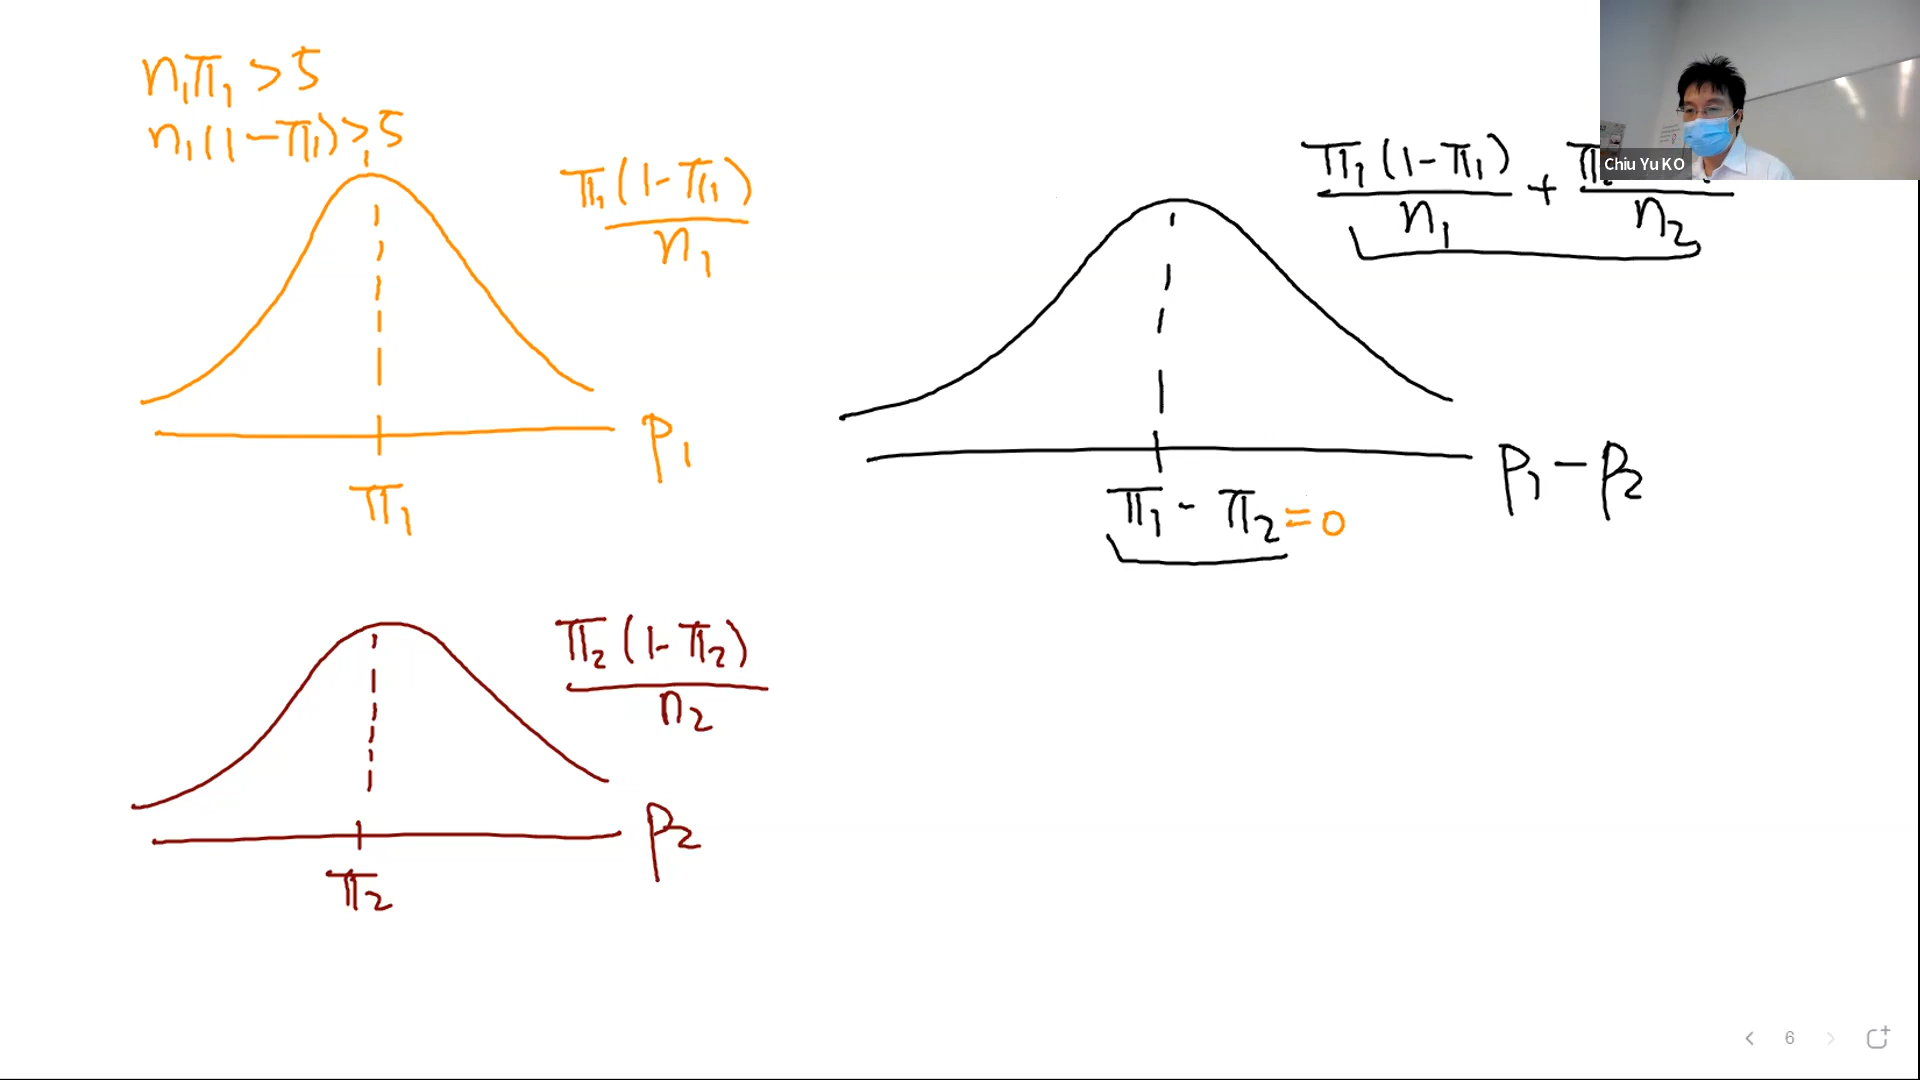 n₁π₁ > 5
n₁(1-π₁) > 5
π₁(1-π₁)
n₁
p₁
π₁
π₂(1-π₂)
n₂
p₂
π₂
π₁(1-π₁) + π₂
n₁ n₂
p₁ - p₂
π₁ - π₂ = 0
Chiu Yu KO
6